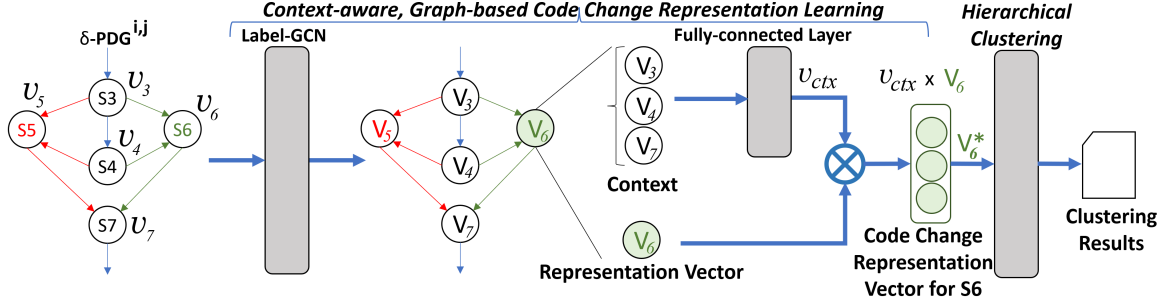 Context-aware, Graph-based Code Change Representation Learning
Hierarchical
Clustering
δ-PDG i,j
Label-GCN
Fully-connected Layer
S3
υ3
υ5
υ6
S5
S6
υ4
S4
S7
υ7
V3
V5
V6
V4
V7
V3
V4
V7
Context
V6
Representation Vector
υctx
υctx x V6
V6*
Code Change
Representation
Vector for S6
Clustering
Results